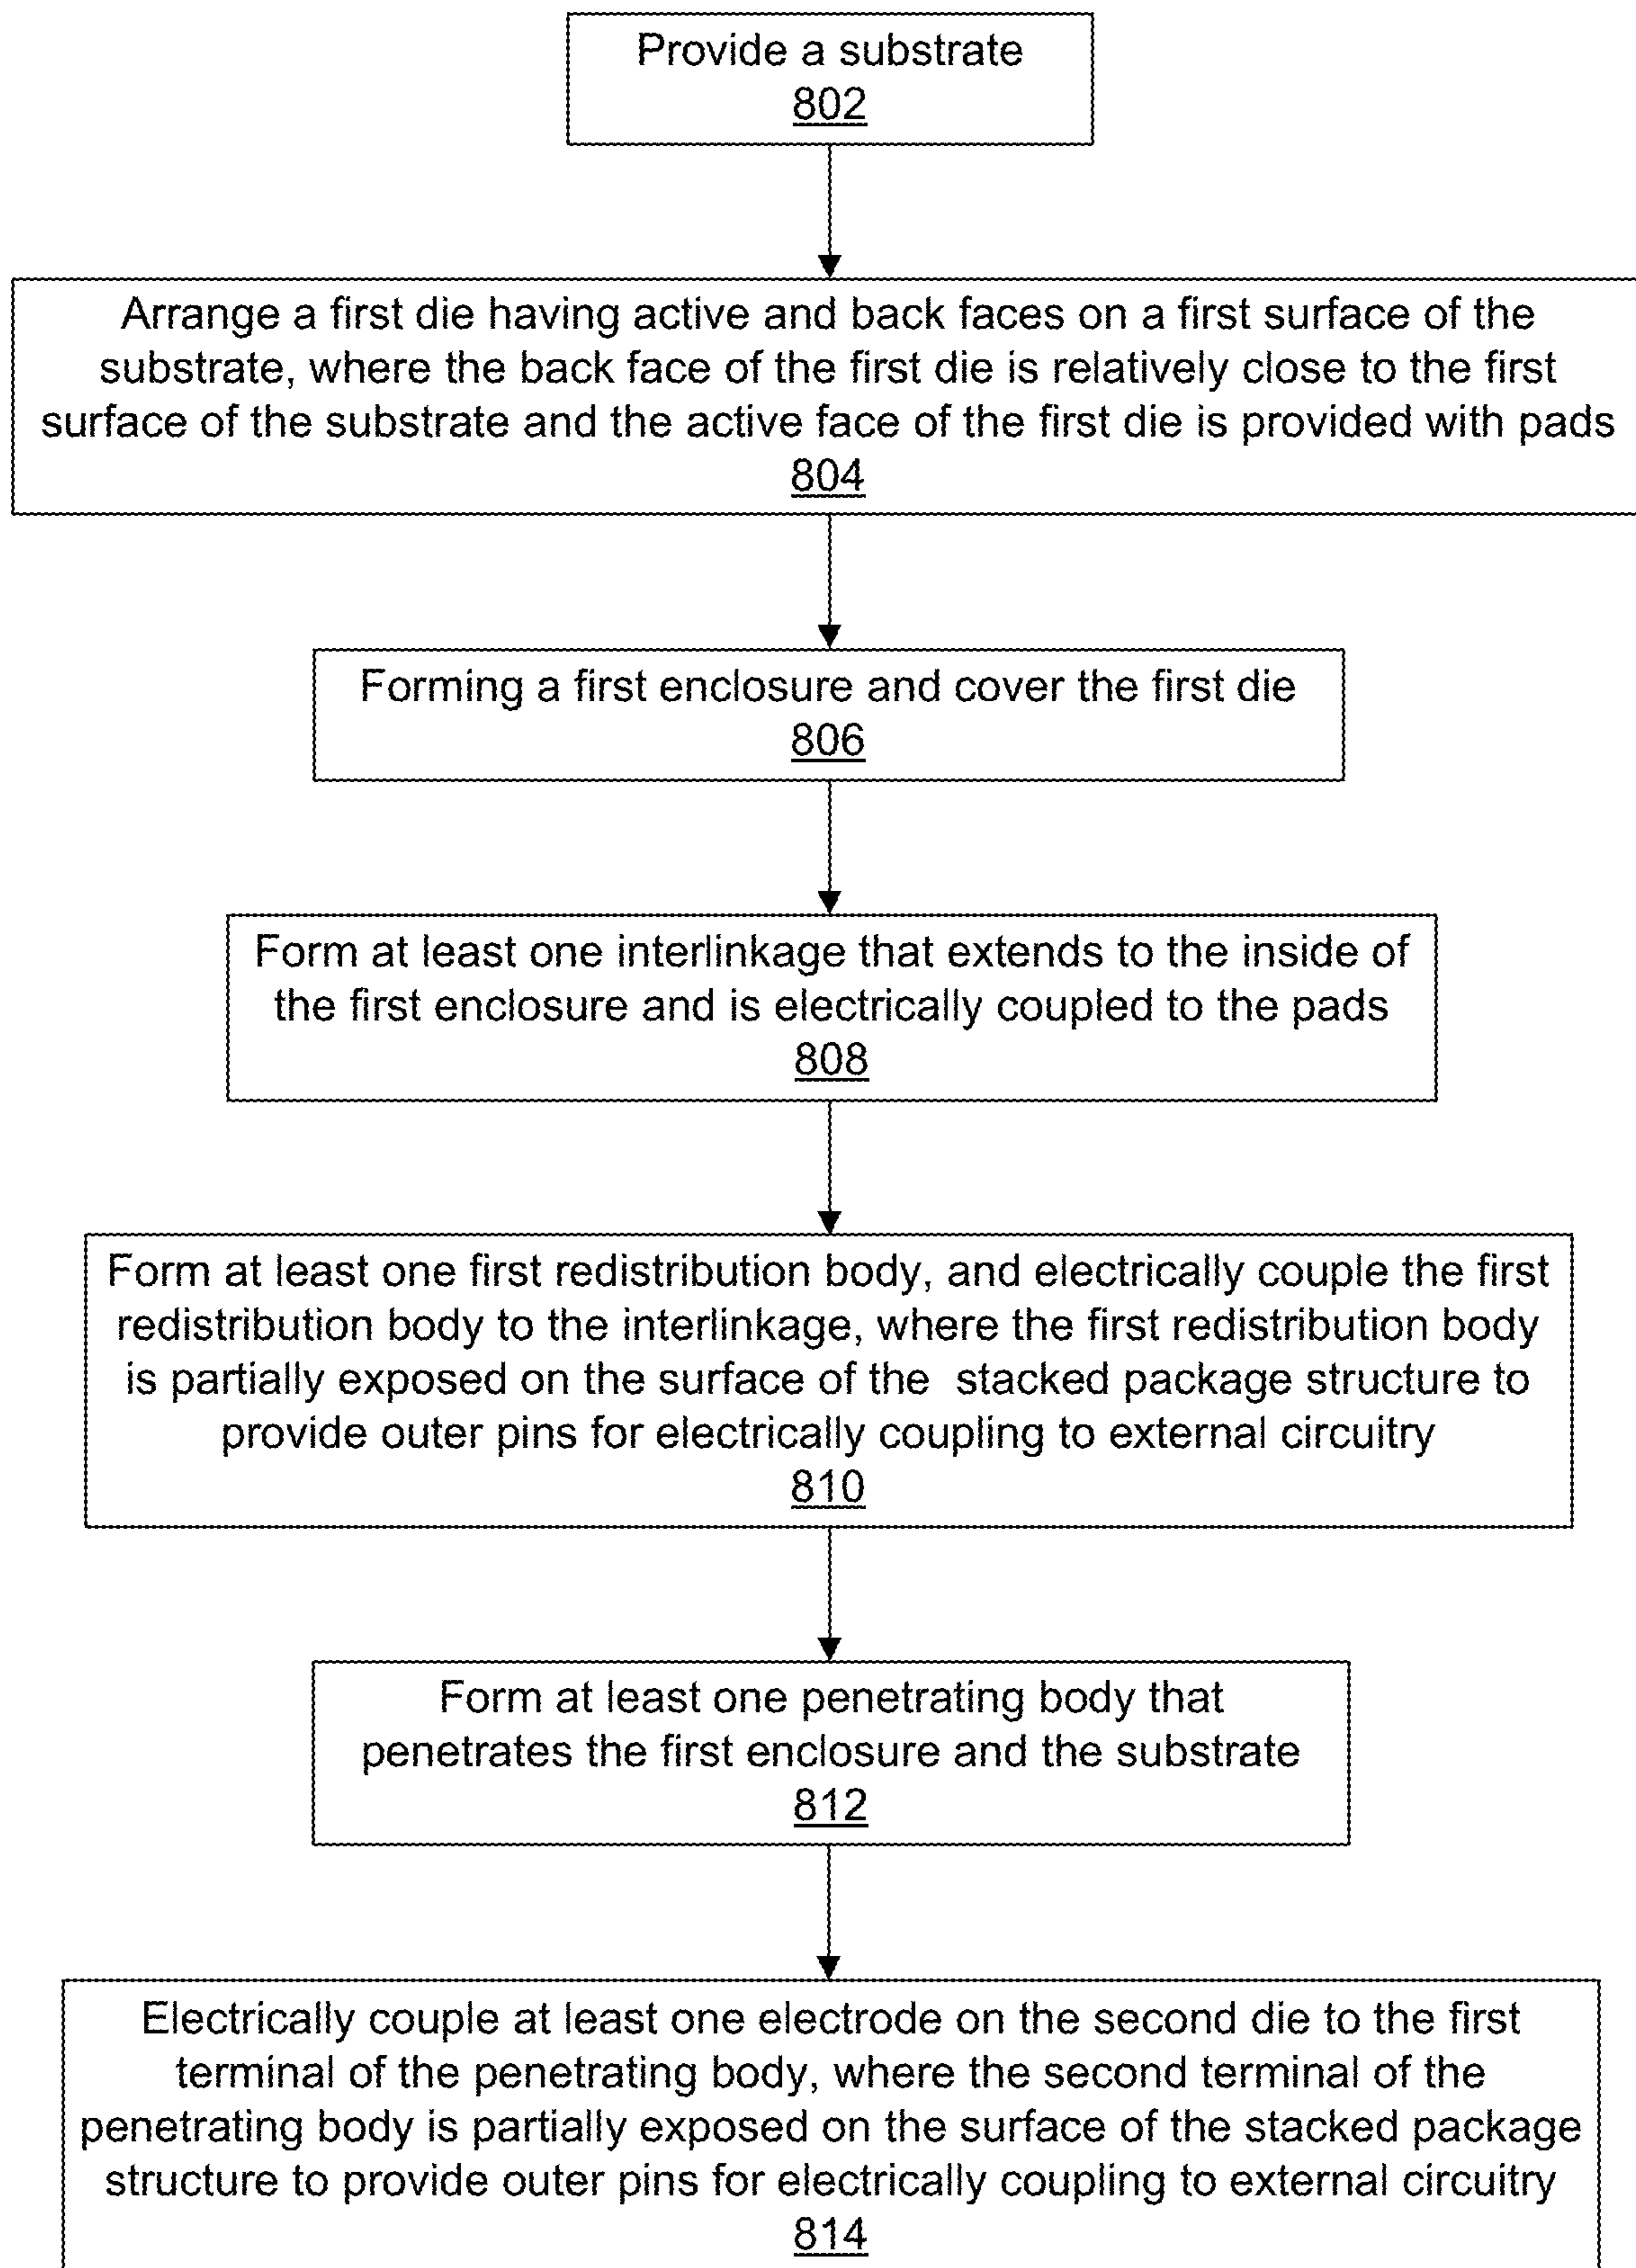 Provide a substrate
802
Arrange a first die having active and back faces on a first surface of the
substrate, where the back face of the first die is relatively close to the first
surface of the substrate and the active face of the first die is provided with pads
804
Forming a first enclosure and cover the first die
806
Form at least one interlinkage that extends to the inside of
the first enclosure and is electrically coupled to the pads
808
Form at least one first redistribution body, and electrically couple the first
redistribution body to the interlinkage, where the first redistribution body
is partially exposed on the surface of the stacked package structure to
provide outer pins for electrically coupling to external circuitry
810
Form at least one penetrating body that
penetrates the first enclosure and the substrate
812
Electrically couple at least one electrode on the second die to the first
terminal of the penetrating body, where the second terminal of the
penetrating body is partially exposed on the surface of the stacked package
structure to provide outer pins for electrically coupling to external circuitry
814